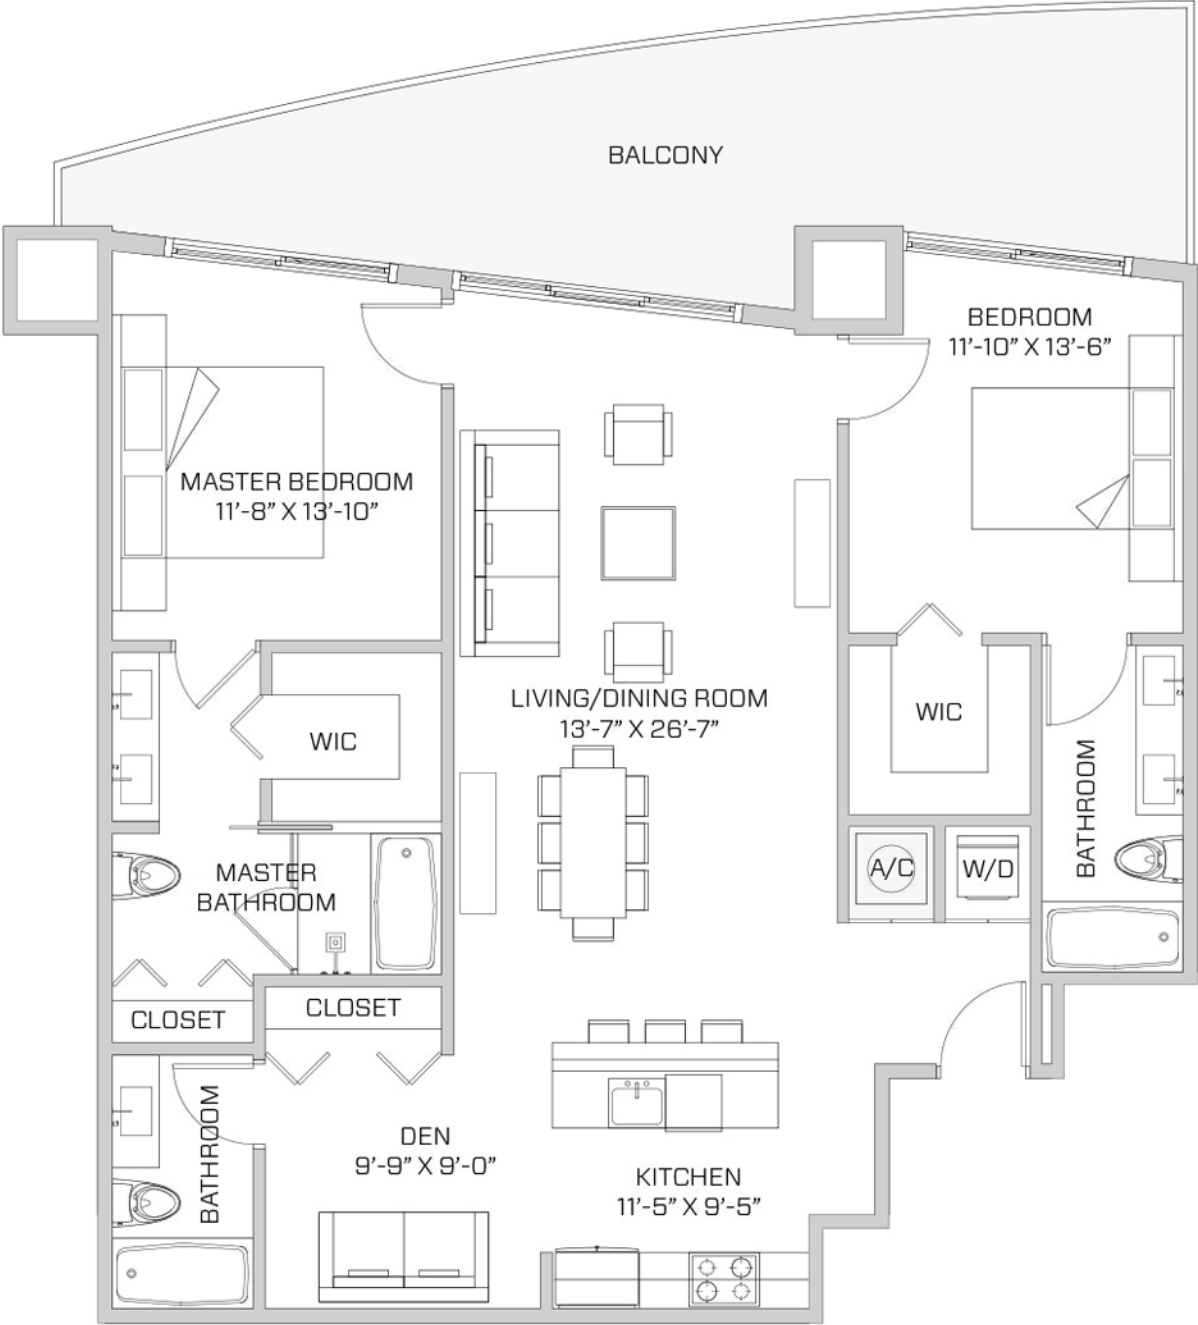 BALCONY
BEDROOM
11'-10" X 13'-6"
MASTER BEDROOM
11'-8" X 13'-10"
LIVING/DINING ROOM
13'-7" X 26'-7"
WIC
WIC
BATHROOM
A/C
W/D
MASTER
BATHROOM
CLOSET
CLOSET
BATHROOM
DEN
9'-9" X 9'-0"
KITCHEN
11'-5" X 9'-5"